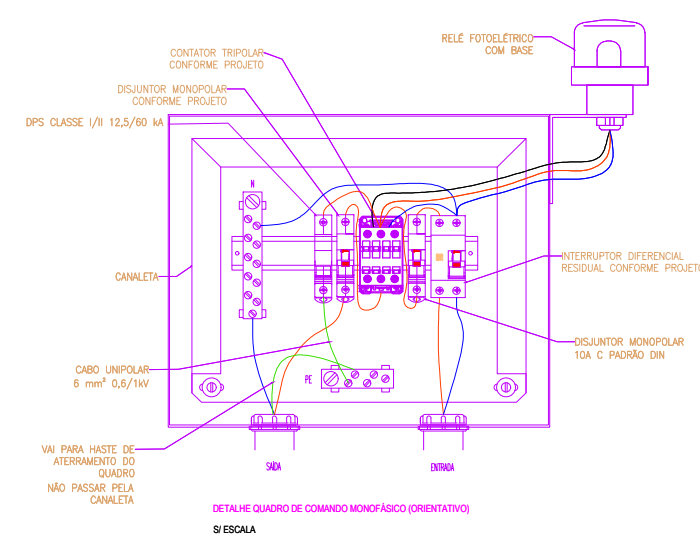 RELÉ FOTOELÉTRICO
COM BASE
CONTATOR TRIPOLAR
CONFORME PROJETO
DISJUNTOR MONOPOLAR
CONFORME PROJETO
DPS CLASSE I/II 12,5/60 kA
N
CANALETA
INTERRUPTOR DIFERENCIAL
RESIDUAL CONFORME PROJETO
DISJUNTOR MONOPOLAR
10A C PADRÃO DIN
CABO UNIPOLAR
6 mm² 0,6/1kV
PE
VAI PARA HASTE DE
ATERRAMENTO DO
QUADRO
NÃO PASSAR PELA
CANALETA
SAÍDA
ENTRADA
DETALHE QUADRO DE COMANDO MONOFÁSICO (ORIENTATIVO)
S/ ESCALA